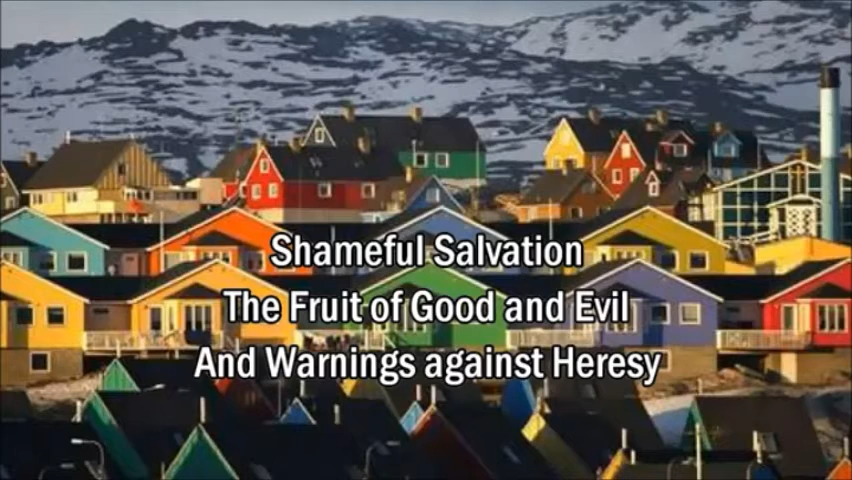 Shameful Salvation
The Fruit of Good and Evil
And Warnings against Heresy